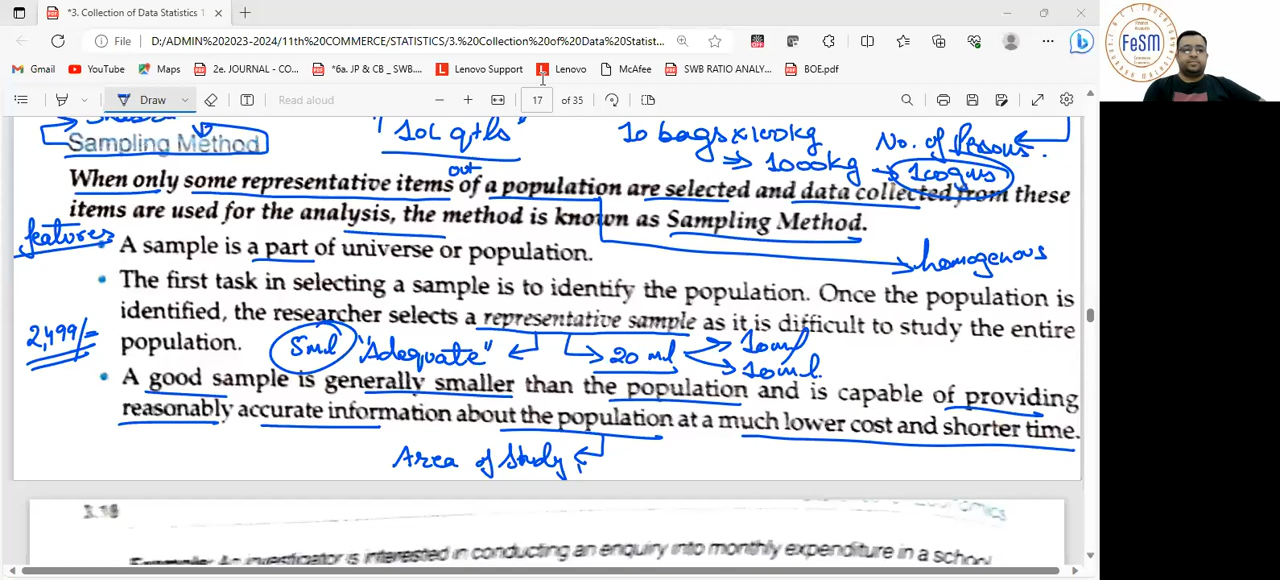 *3. Collection of Data Statistics 1
File D:/ADMIN%202023-2024/11th%20COMMERCE/STATISTICS/3.%20Collection%20of%20Data%20Statist...
Gmail YouTube Maps 2e. JOURNAL - CO... *6a. JP & CB _SWB.... Lenovo Support Lenovo McAfee SWB RATIO ANALY... BOE.pdf
Draw Read aloud 17 of 35
FeSM
"10L qtls" 10 bags x 100kg No. of Persons.
Sampling Method → 1000kg → 100gms
out
When only some representative items of a population are selected and data collected from these
items are used for the analysis, the method is known as Sampling Method.
features
• A sample is a part of universe or population.
homogenous
• The first task in selecting a sample is to identify the population. Once the population is
identified, the researcher selects a representative sample as it is difficult to study the entire
population.
2,499/- 5ml "Adequate" 20 ml 10ml
10ml.
• A good sample is generally smaller than the population and is capable of providing
reasonably accurate information about the population at a much lower cost and shorter time.
Area of Study
3.18 Economics
Example: An investigator is interested in conducting an enquiry into monthly expenditure in a school